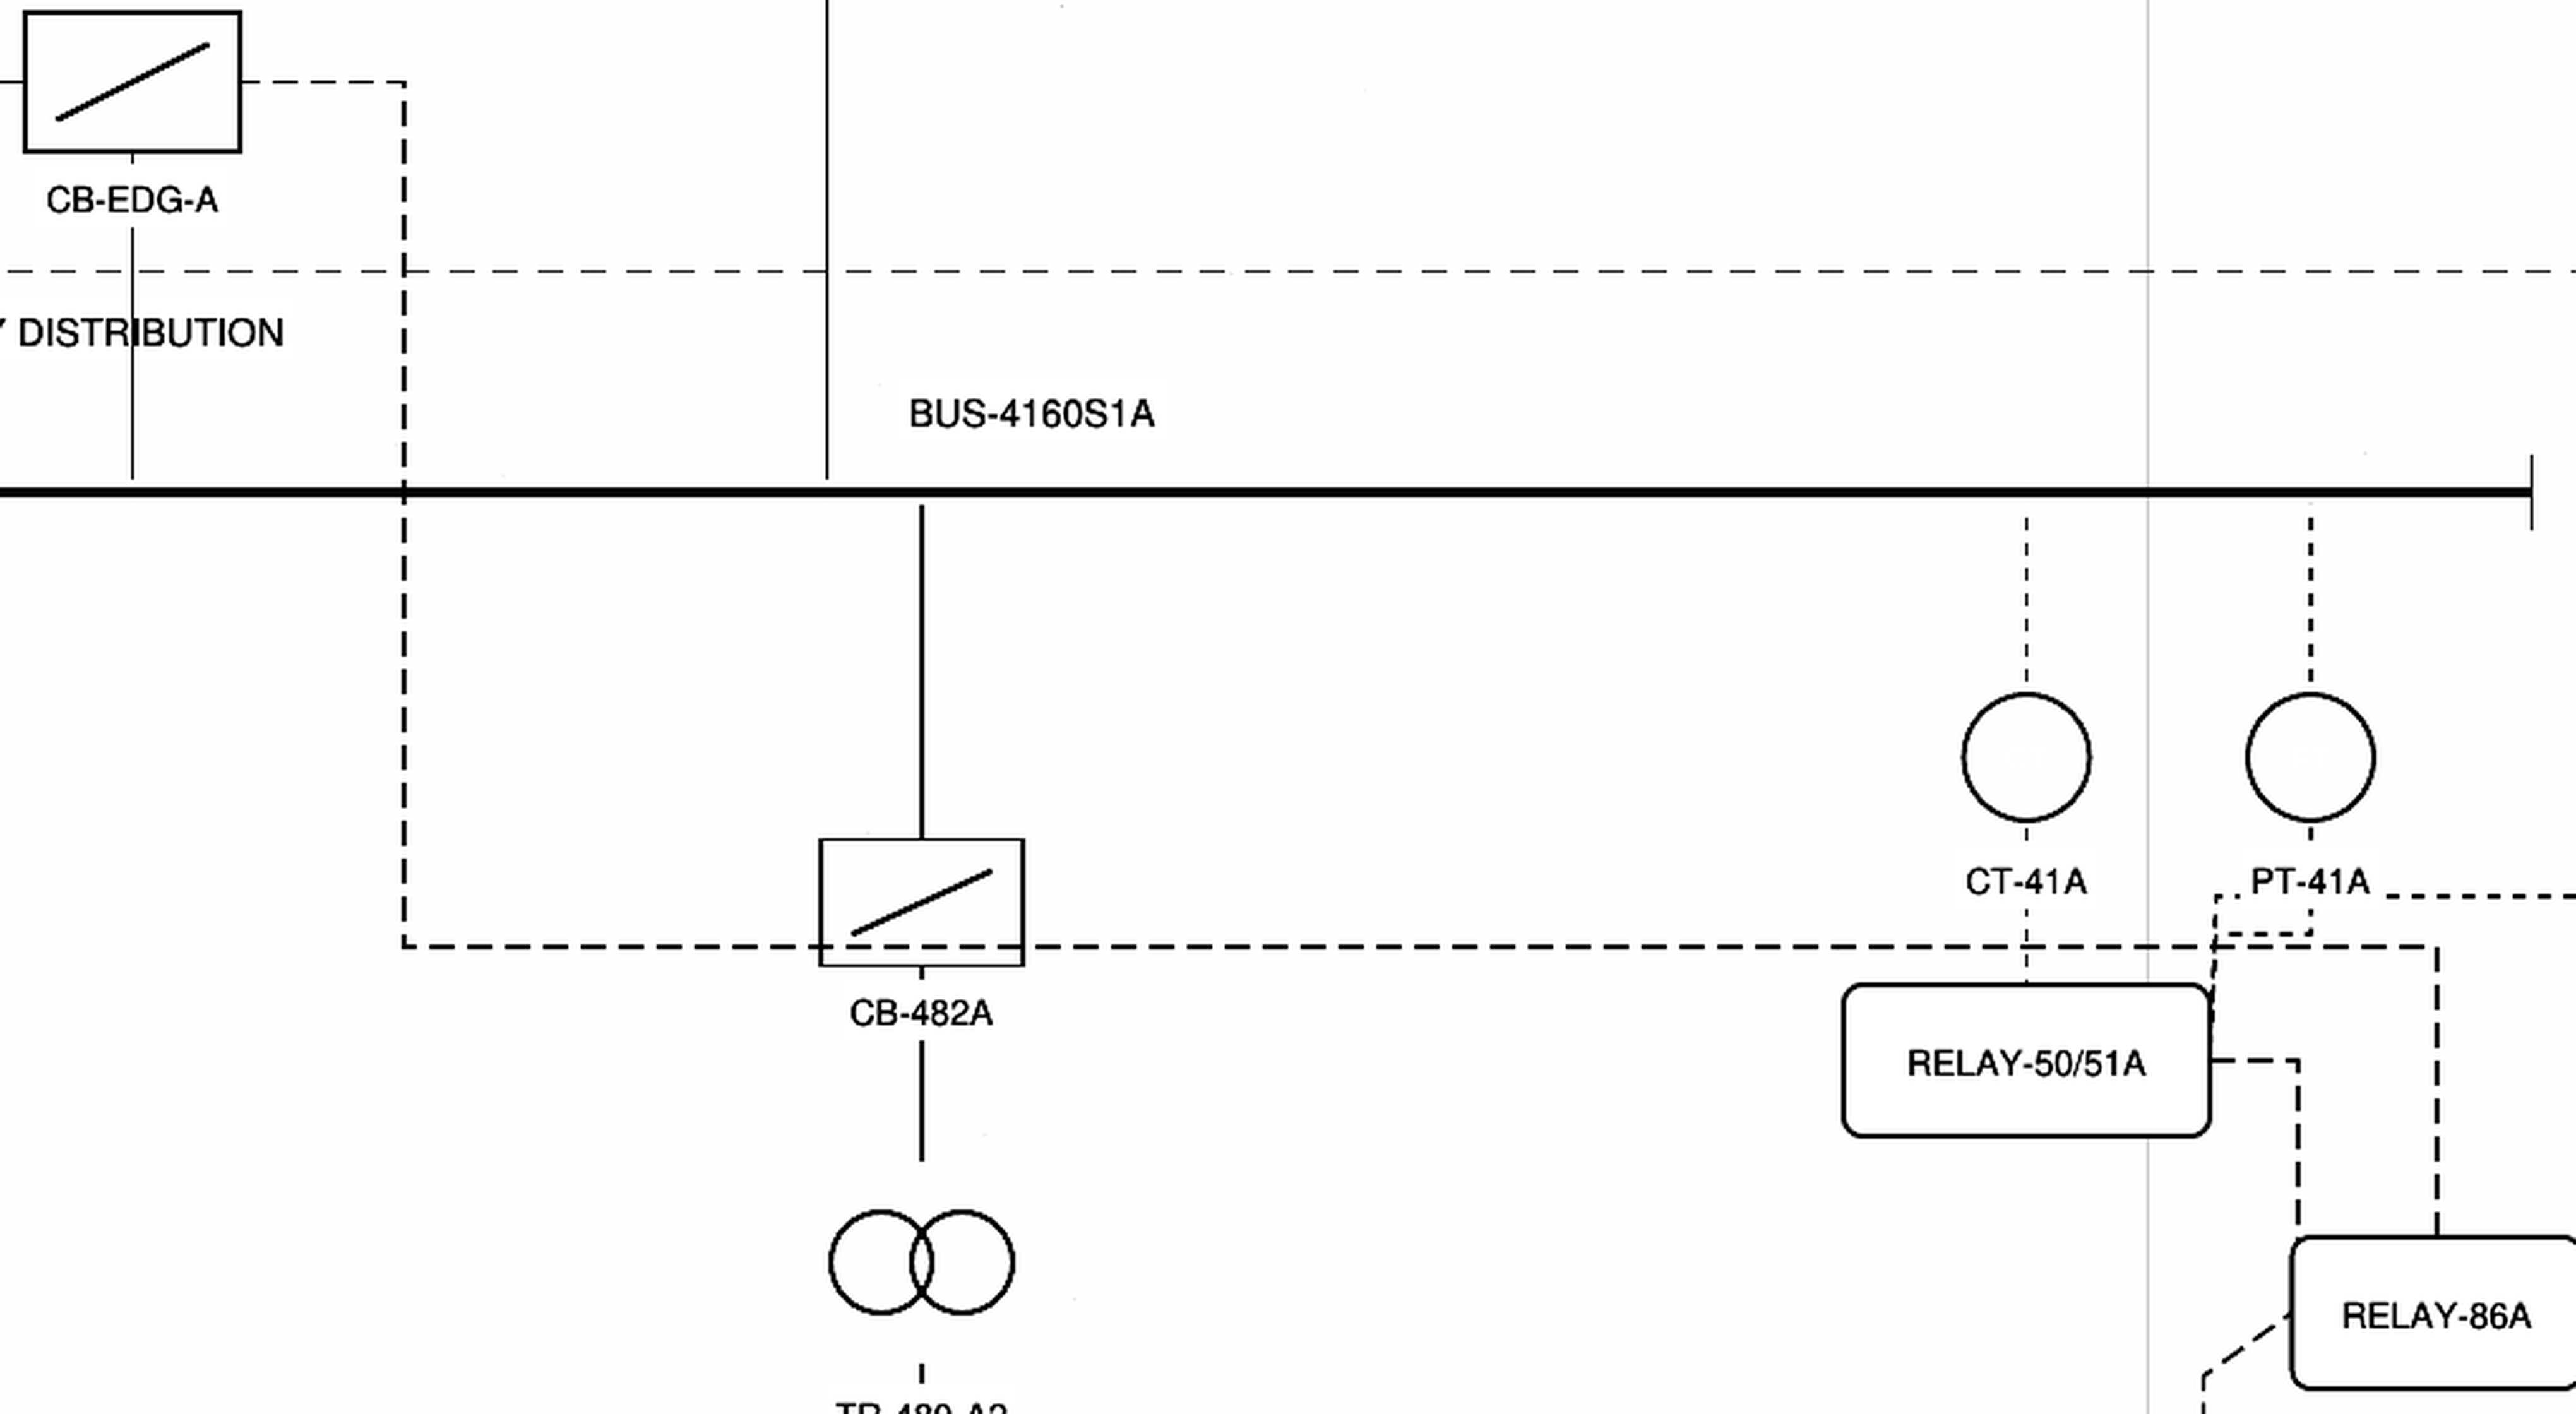 CB-EDG-A
DISTRIBUTION
BUS-4160S1A
CT-41A
PT-41A
CB-482A
RELAY-50/51A
RELAY-86A